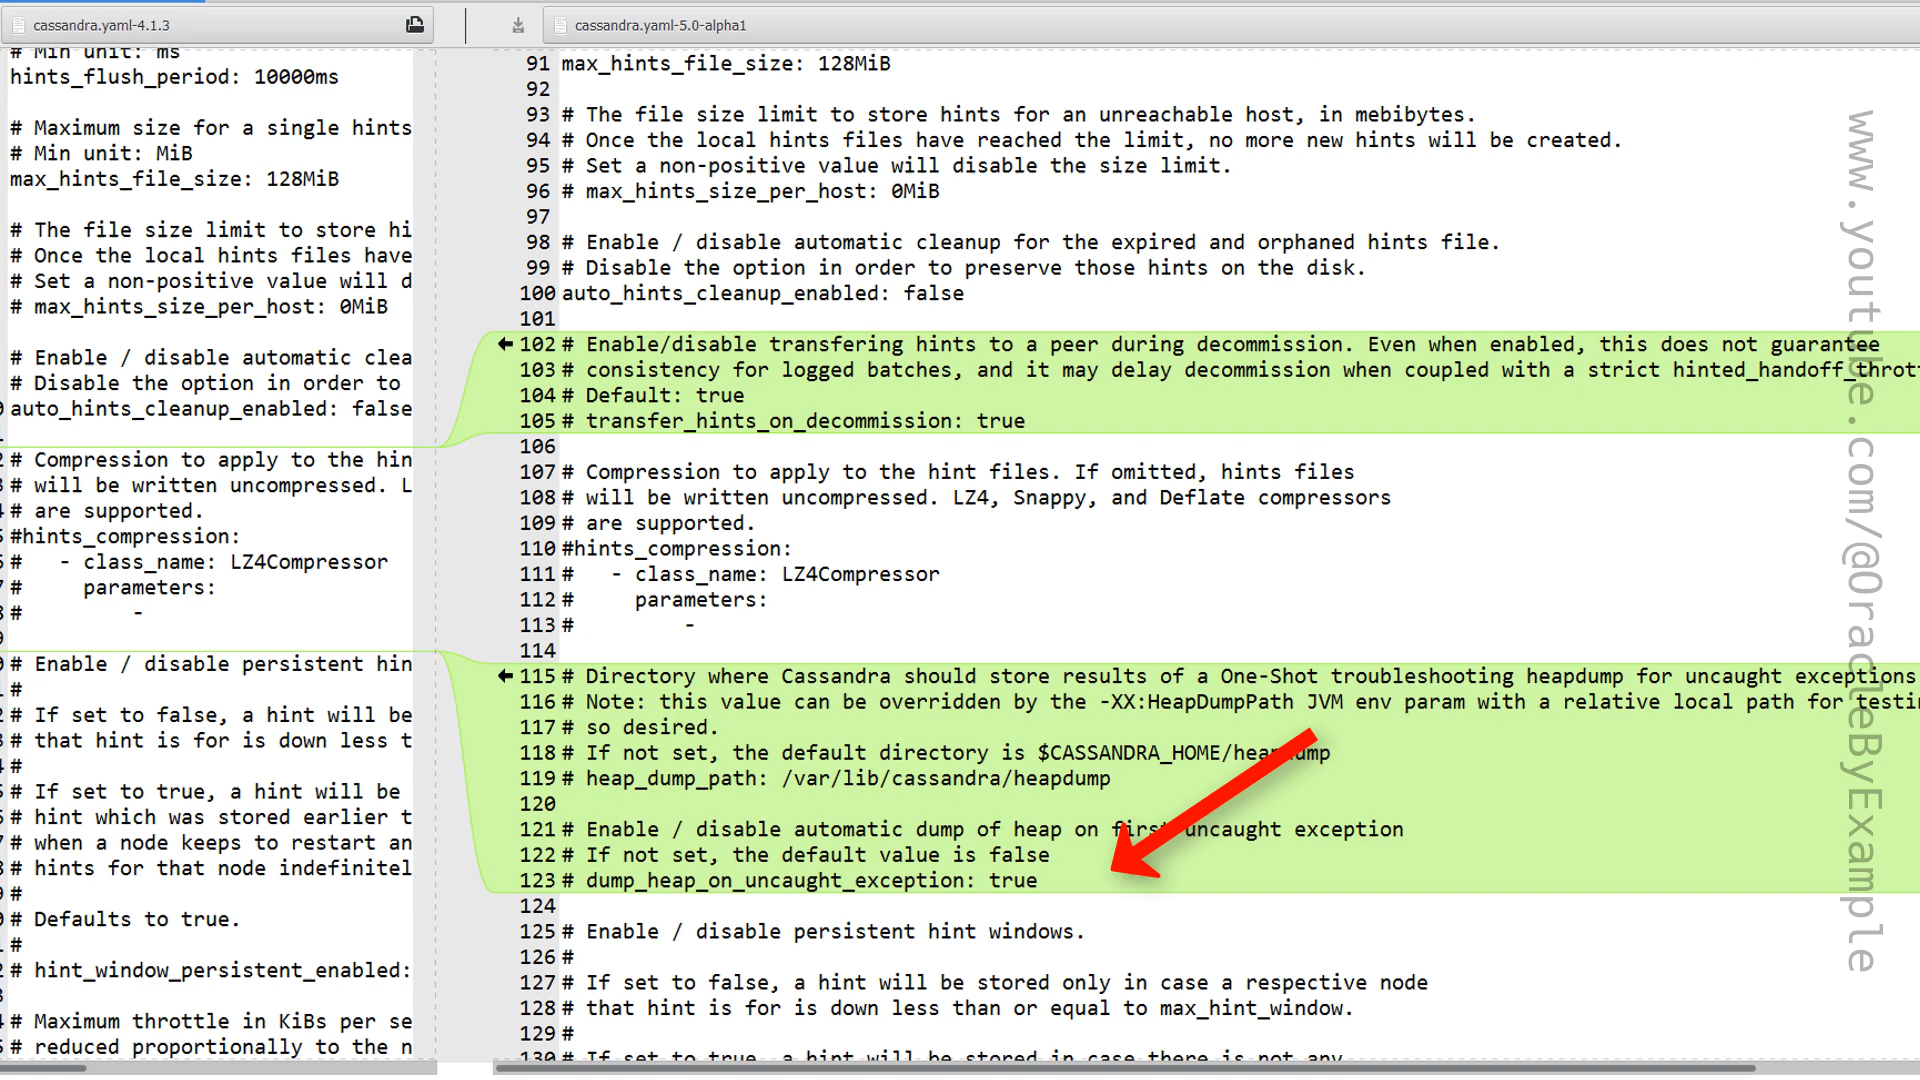 cassandra.yaml-4.1.3
# Min unit: ms
hints_flush_period: 10000ms
# Maximum size for a single hints
# Min unit: MiB
max_hints_file_size: 128MiB
# The file size limit to store hi
# Once the local hints files have
# Set a non-positive value will d
# max_hints_size_per_host: 0MiB
# Enable / disable automatic clea
# Disable the option in order to
auto_hints_cleanup_enabled: false
# Compression to apply to the hin
# will be written uncompressed. L
# are supported.
#hints_compression:
#   - class_name: LZ4Compressor
#     parameters:
#         -
# Enable / disable persistent hin
#
# If set to false, a hint will be
# that hint is for is down less t
#
# If set to true, a hint will be
# hint which was stored earlier t
# when a node keeps to restart an
# hints for that node indefinitel
#
# Defaults to true.
#
# hint_window_persistent_enabled:
# Maximum throttle in KiBs per se
# reduced proportionally to the n
cassandra.yaml-5.0-alpha1
91 max_hints_file_size: 128MiB
92
93 # The file size limit to store hints for an unreachable host, in mebibytes.
94 # Once the local hints files have reached the limit, no more new hints will be created.
95 # Set a non-positive value will disable the size limit.
96 # max_hints_size_per_host: 0MiB
97
98 # Enable / disable automatic cleanup for the expired and orphaned hints file.
99 # Disable the option in order to preserve those hints on the disk.
100 auto_hints_cleanup_enabled: false
101
102 # Enable/disable transfering hints to a peer during decommission. Even when enabled, this does not guarantee
103 # consistency for logged batches, and it may delay decommission when coupled with a strict hinted_handoff_thrott
104 # Default: true
105 # transfer_hints_on_decommission: true
106
107 # Compression to apply to the hint files. If omitted, hints files
108 # will be written uncompressed. LZ4, Snappy, and Deflate compressors
109 # are supported.
110 #hints_compression:
111 #   - class_name: LZ4Compressor
112 #     parameters:
113 #         -
114
115 # Directory where Cassandra should store results of a One-Shot troubleshooting heapdump for uncaught exceptions
116 # Note: this value can be overridden by the -XX:HeapDumpPath JVM env param with a relative local path for testin
117 # so desired.
118 # If not set, the default directory is $CASSANDRA_HOME/heapdump
119 # heap_dump_path: /var/lib/cassandra/heapdump
120
121 # Enable / disable automatic dump of heap on first uncaught exception
122 # If not set, the default value is false
123 # dump_heap_on_uncaught_exception: true
124
125 # Enable / disable persistent hint windows.
126 #
127 # If set to false, a hint will be stored only in case a respective node
128 # that hint is for is down less than or equal to max_hint_window.
129 #
130 # If set to true, a hint will be stored in case there is not any
www.youtube.com/@OracleByExample